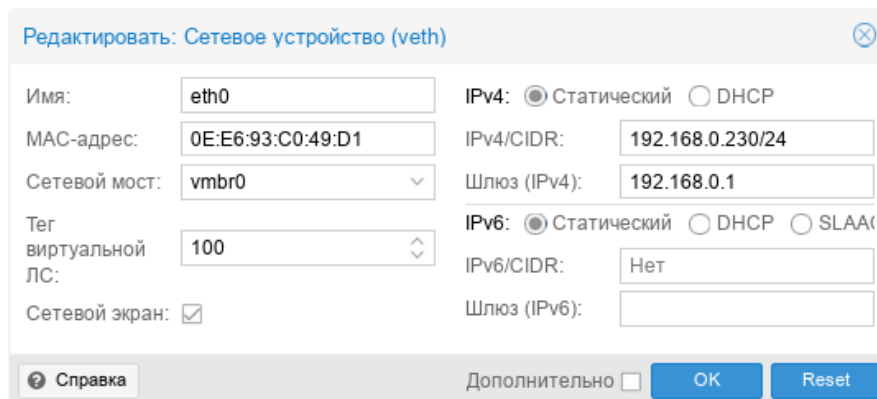 Редактировать: Сетевое устройство (veth)
Имя: eth0
MAC-адрес: 0E:E6:93:C0:49:D1
Сетевой мост: vmbr0
Тег виртуальной ЛС: 100
Сетевой экран:
IPv4: Статический DHCP
IPv4/CIDR: 192.168.0.230/24
Шлюз (IPv4): 192.168.0.1
IPv6: Статический DHCP SLAAC
IPv6/CIDR: Нет
Шлюз (IPv6):
Справка
Дополнительно
OK
Reset